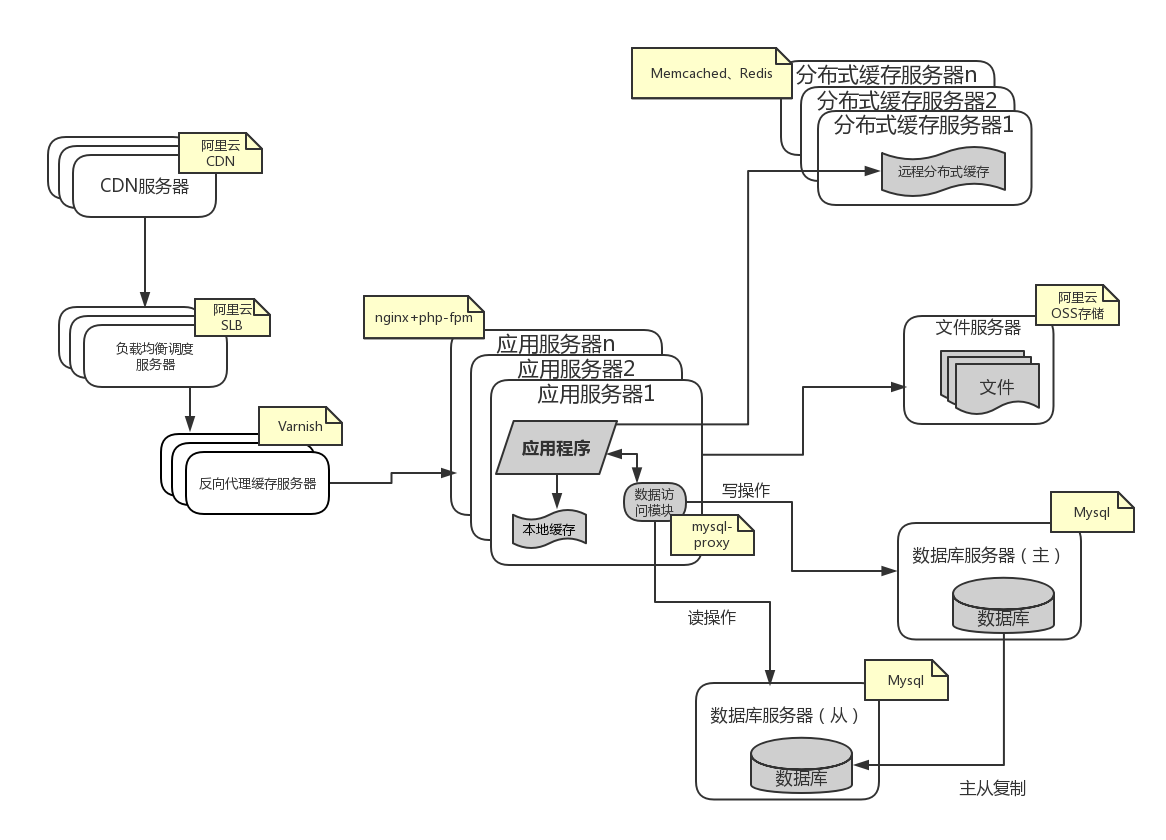 Memcached、Redis
分布式缓存服务器n
分布式缓存服务器2
分布式缓存服务器1
远程分布式缓存
阿里云
CDN
CDN服务器
阿里云
SLB
负载均衡调度
服务器
Varnish
反向代理缓存服务器
nginx+php-fpm
应用服务器n
应用服务器2
应用服务器1
应用程序
数据访
问模块
本地缓存
mysql-
proxy
阿里云
OSS存储
文件服务器
文件
写操作
读操作
Mysql
数据库服务器（主）
数据库
Mysql
数据库服务器（从）
数据库
主从复制